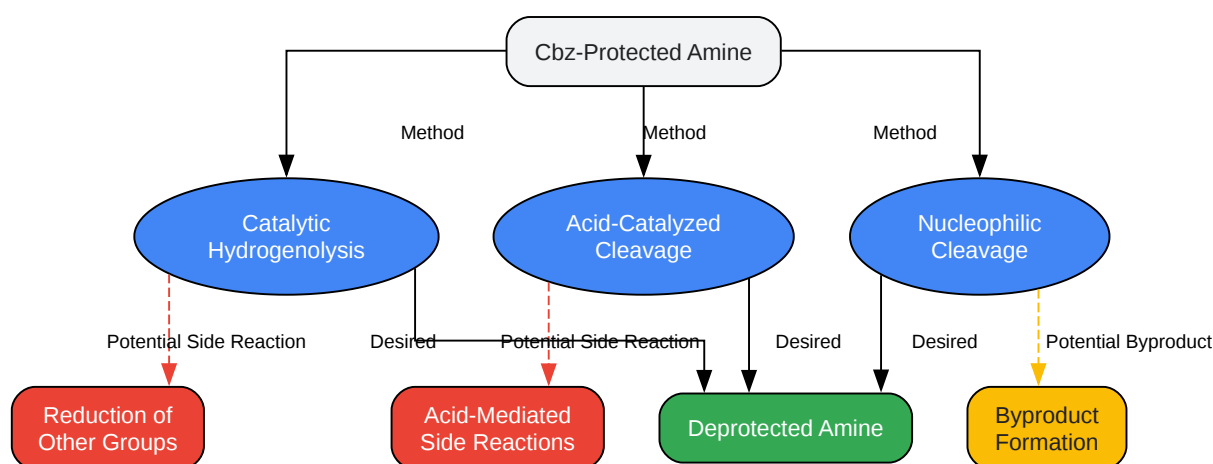 Cbz-Protected Amine
Method
Method
Method
Catalytic
Hydrogenolysis
Acid-Catalyzed
Cleavage
Nucleophilic
Cleavage
Potential Side Reaction
Desired
Potential Side Reaction
Desired
Desired
Potential Byproduct
Reduction of
Other Groups
Acid-Mediated
Side Reactions
Deprotected Amine
Byproduct
Formation